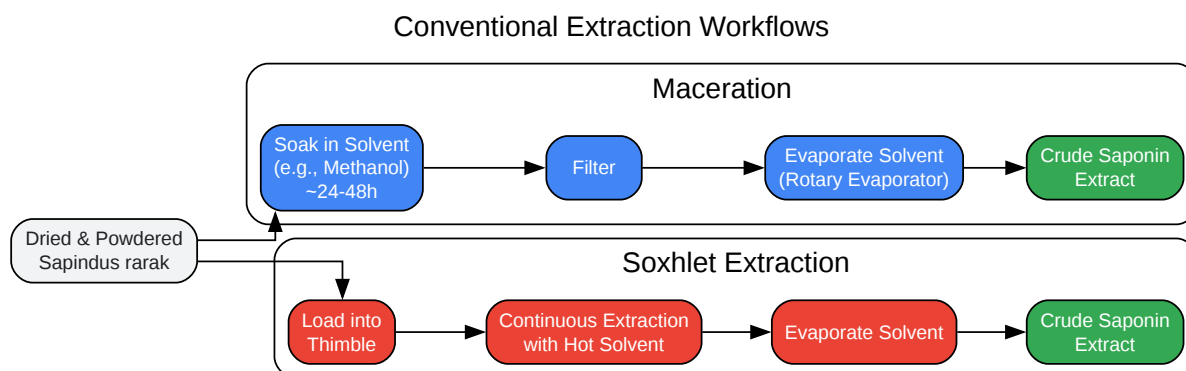 Conventional Extraction Workflows
Maceration
Soak in Solvent
(e.g., Methanol)
~24-48h
Filter
Evaporate Solvent
(Rotary Evaporator)
Crude Saponin
Extract
Dried & Powdered
Sapindus rarak
Soxhlet Extraction
Load into
Thimble
Continuous Extraction
with Hot Solvent
Evaporate Solvent
Crude Saponin
Extract